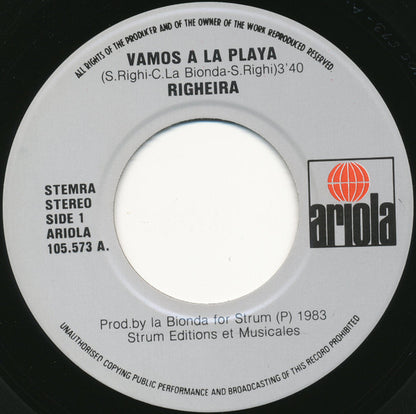 ALL RIGHTS OF THE PRODUCER AND OF THE OWNER OF THE WORK REPRODUCED RESERVED
VAMOS A LA PLAYA
(S.Righi-C.La Bionda-S.Righi)3'40
RIGHEIRA
STEMRA
STEREO
SIDE 1
ARIOLA
105.573 A.
ariola
Prod.by la Bionda for Strum (P) 1983
Strum Editions et Musicales
UNAUTHORISED COPYING PUBLIC PERFORMANCE AND BROADCASTING OF THIS RECORD PROHIBITED